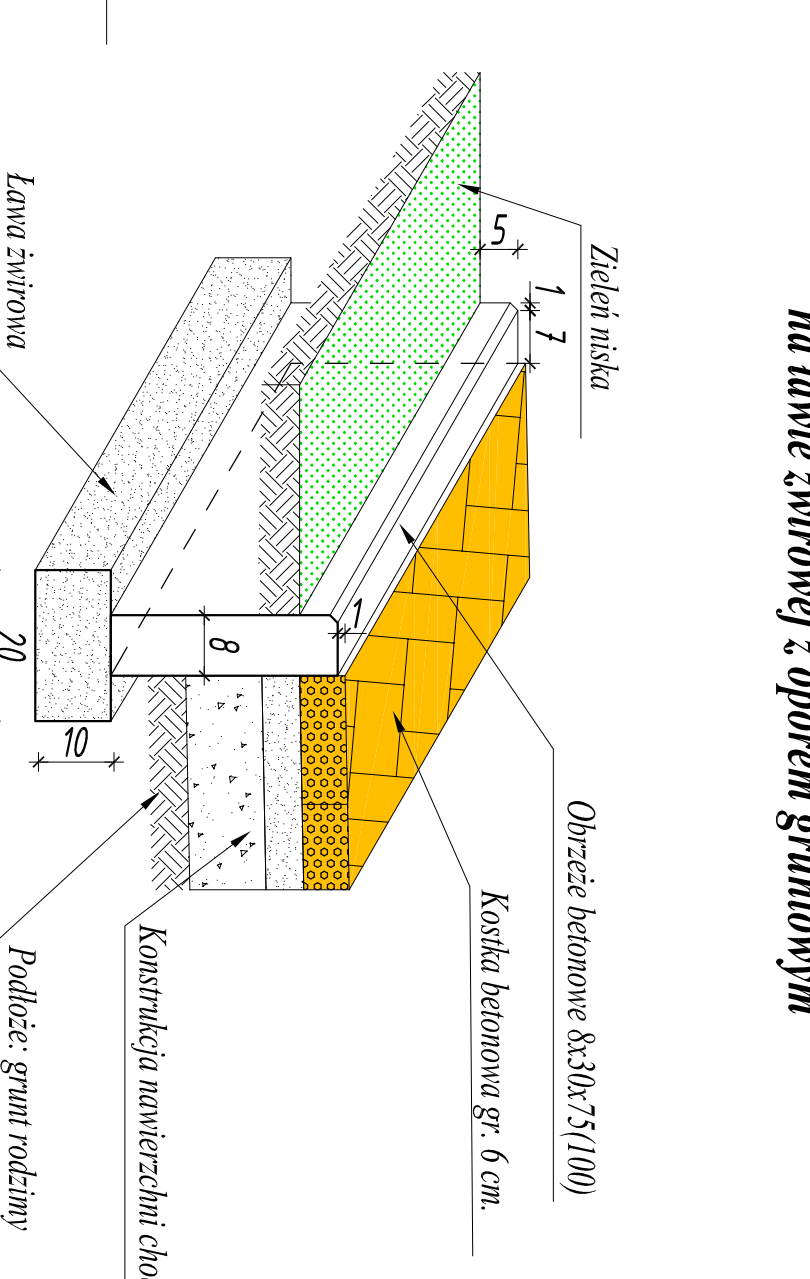 na ławie żwirowej z oporem gruntowym
Zieleń niska
5
1
7
Obrzeże betonowe 8x30x75(100)
Kostka betonowa gr. 6 cm.
1
8
Konstrukcja nawierzchni
Ława żwirowa
10
20
Podłoże: grunt rodzimy